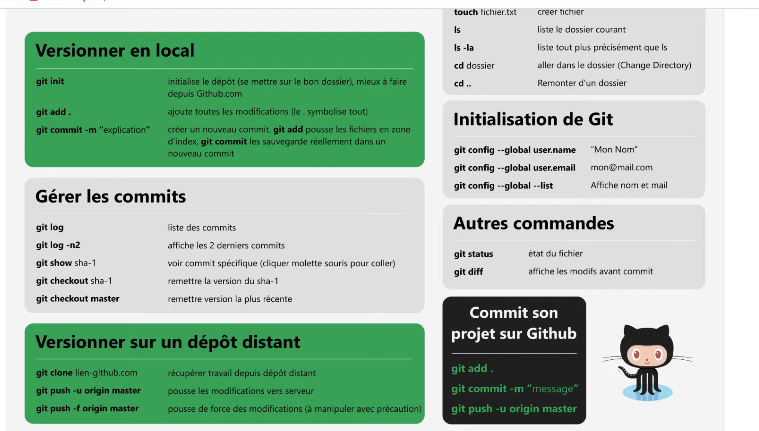 Versionner en local
git init initialise le dépôt (se mettre sur le bon dossier), mieux à faire
depuis Github.com
git add . ajoute toutes les modifications (le . symbolise tout)
git commit -m "explication" créer un nouveau commit. git add pousse les fichiers en zone
d'index, git commit les sauvegarde réellement dans un
nouveau commit
Gérer les commits
git log liste des commits
git log -n2 affiche les 2 derniers commits
git show sha-1 voir commit spécifique (cliquer molette souris pour coller)
git checkout sha-1 remettre la version du sha-1
git checkout master remettre version la plus récente
Versionner sur un dépôt distant
git clone lien-github.com récupérer travail depuis dépôt distant
git push -u origin master pousse les modifications vers serveur
git push -f origin master pousse de force des modifications (à manipuler avec précaution)
touch fichier.txt créer fichier
ls liste le dossier courant
ls -la liste tout plus précisément que ls
cd dossier aller dans le dossier (Change Directory)
cd .. Remonter d'un dossier
Initialisation de Git
git config --global user.name "Mon Nom"
git config --global user.email mon@mail.com
git config --global --list Affiche nom et mail
Autres commandes
git status état du fichier
git diff affiche les modifs avant commit
Commit son
projet sur Github
git add .
git commit -m "message"
git push -u origin master